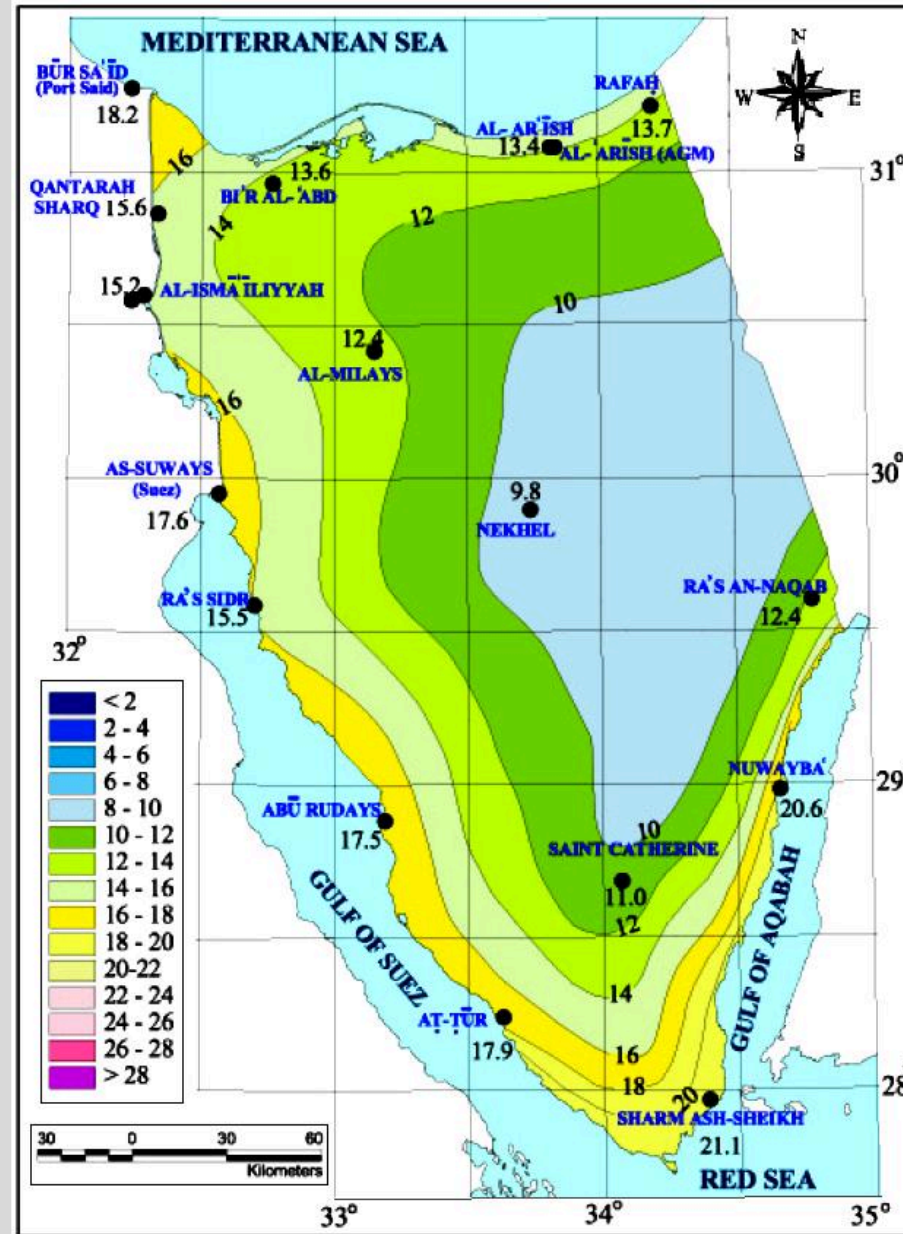 MEDITERRANEAN SEA
N
W E
S
BŪR SA'ĪD
(Port Said)
18.2
RAFAḤ
13.7
AL-'ARĪSH
13.4
AL-'ARĪSH (AGM)
31°
16
QANTARAH
SHARQ
15.6
13.6
BI'R AL-'ABD
14
12
15.2
AL-ISMĀ'ĪLIYYAH
10
12.4
AL-MILAYS
16
AS-SUWAYS
(Suez)
17.6
30°
9.8
NEKHEL
RA'S SIDR
15.5
RA'S AN-NAQAB
12.4
32°
< 2
2 - 4
4 - 6
6 - 8
8 - 10
10 - 12
12 - 14
14 - 16
16 - 18
18 - 20
20-22
22 - 24
24 - 26
26 - 28
> 28
29°
NUWAYBA'
20.6
ABŪ RUDAYS
17.5
10
SAINT CATHERINE
11.0
12
GULF OF SUEZ
GULF OF AQABAH
14
AṬ-ṬŪR
17.9
16
18
28°
20
SHARM ASH-SHEIKH
21.1
RED SEA
30 0 30 60
Kilometers
33°
34°
35°